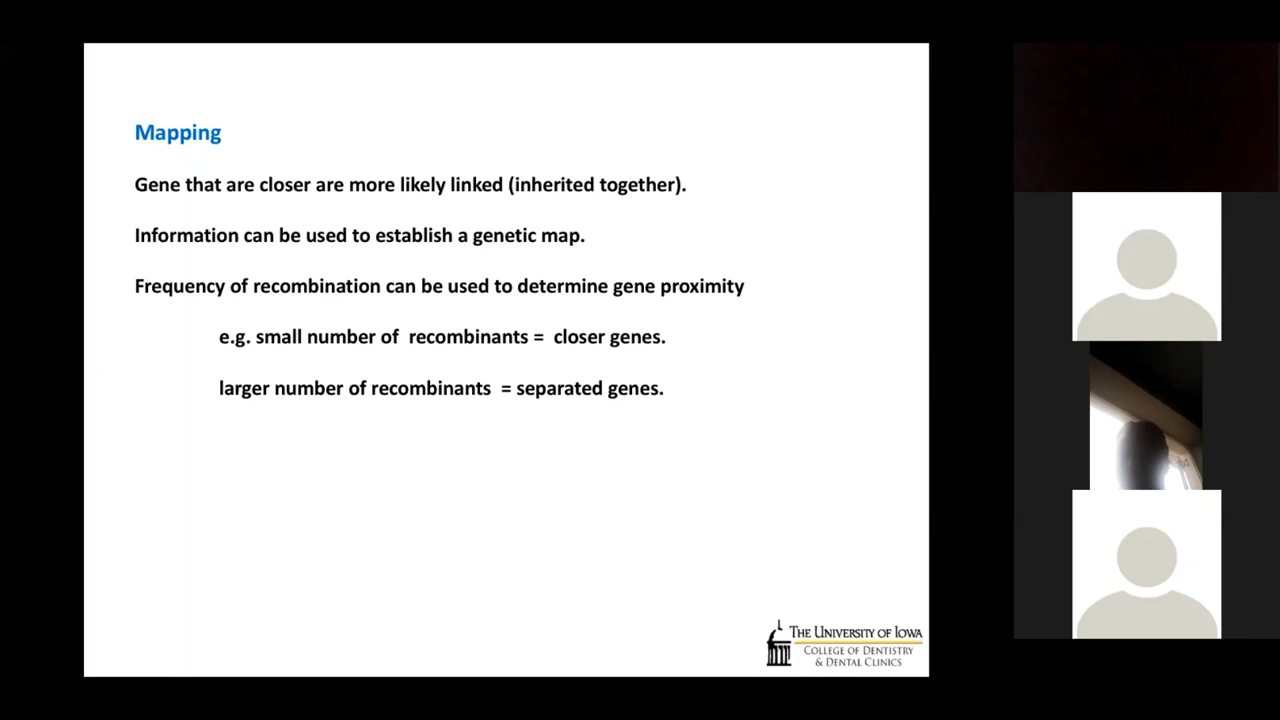 Mapping
Gene that are closer are more likely linked (inherited together).
Information can be used to establish a genetic map.
Frequency of recombination can be used to determine gene proximity
e.g. small number of  recombinants =  closer genes.
larger number of recombinants  = separated genes.
THE UNIVERSITY OF IOWA
COLLEGE OF DENTISTRY
& DENTAL CLINICS